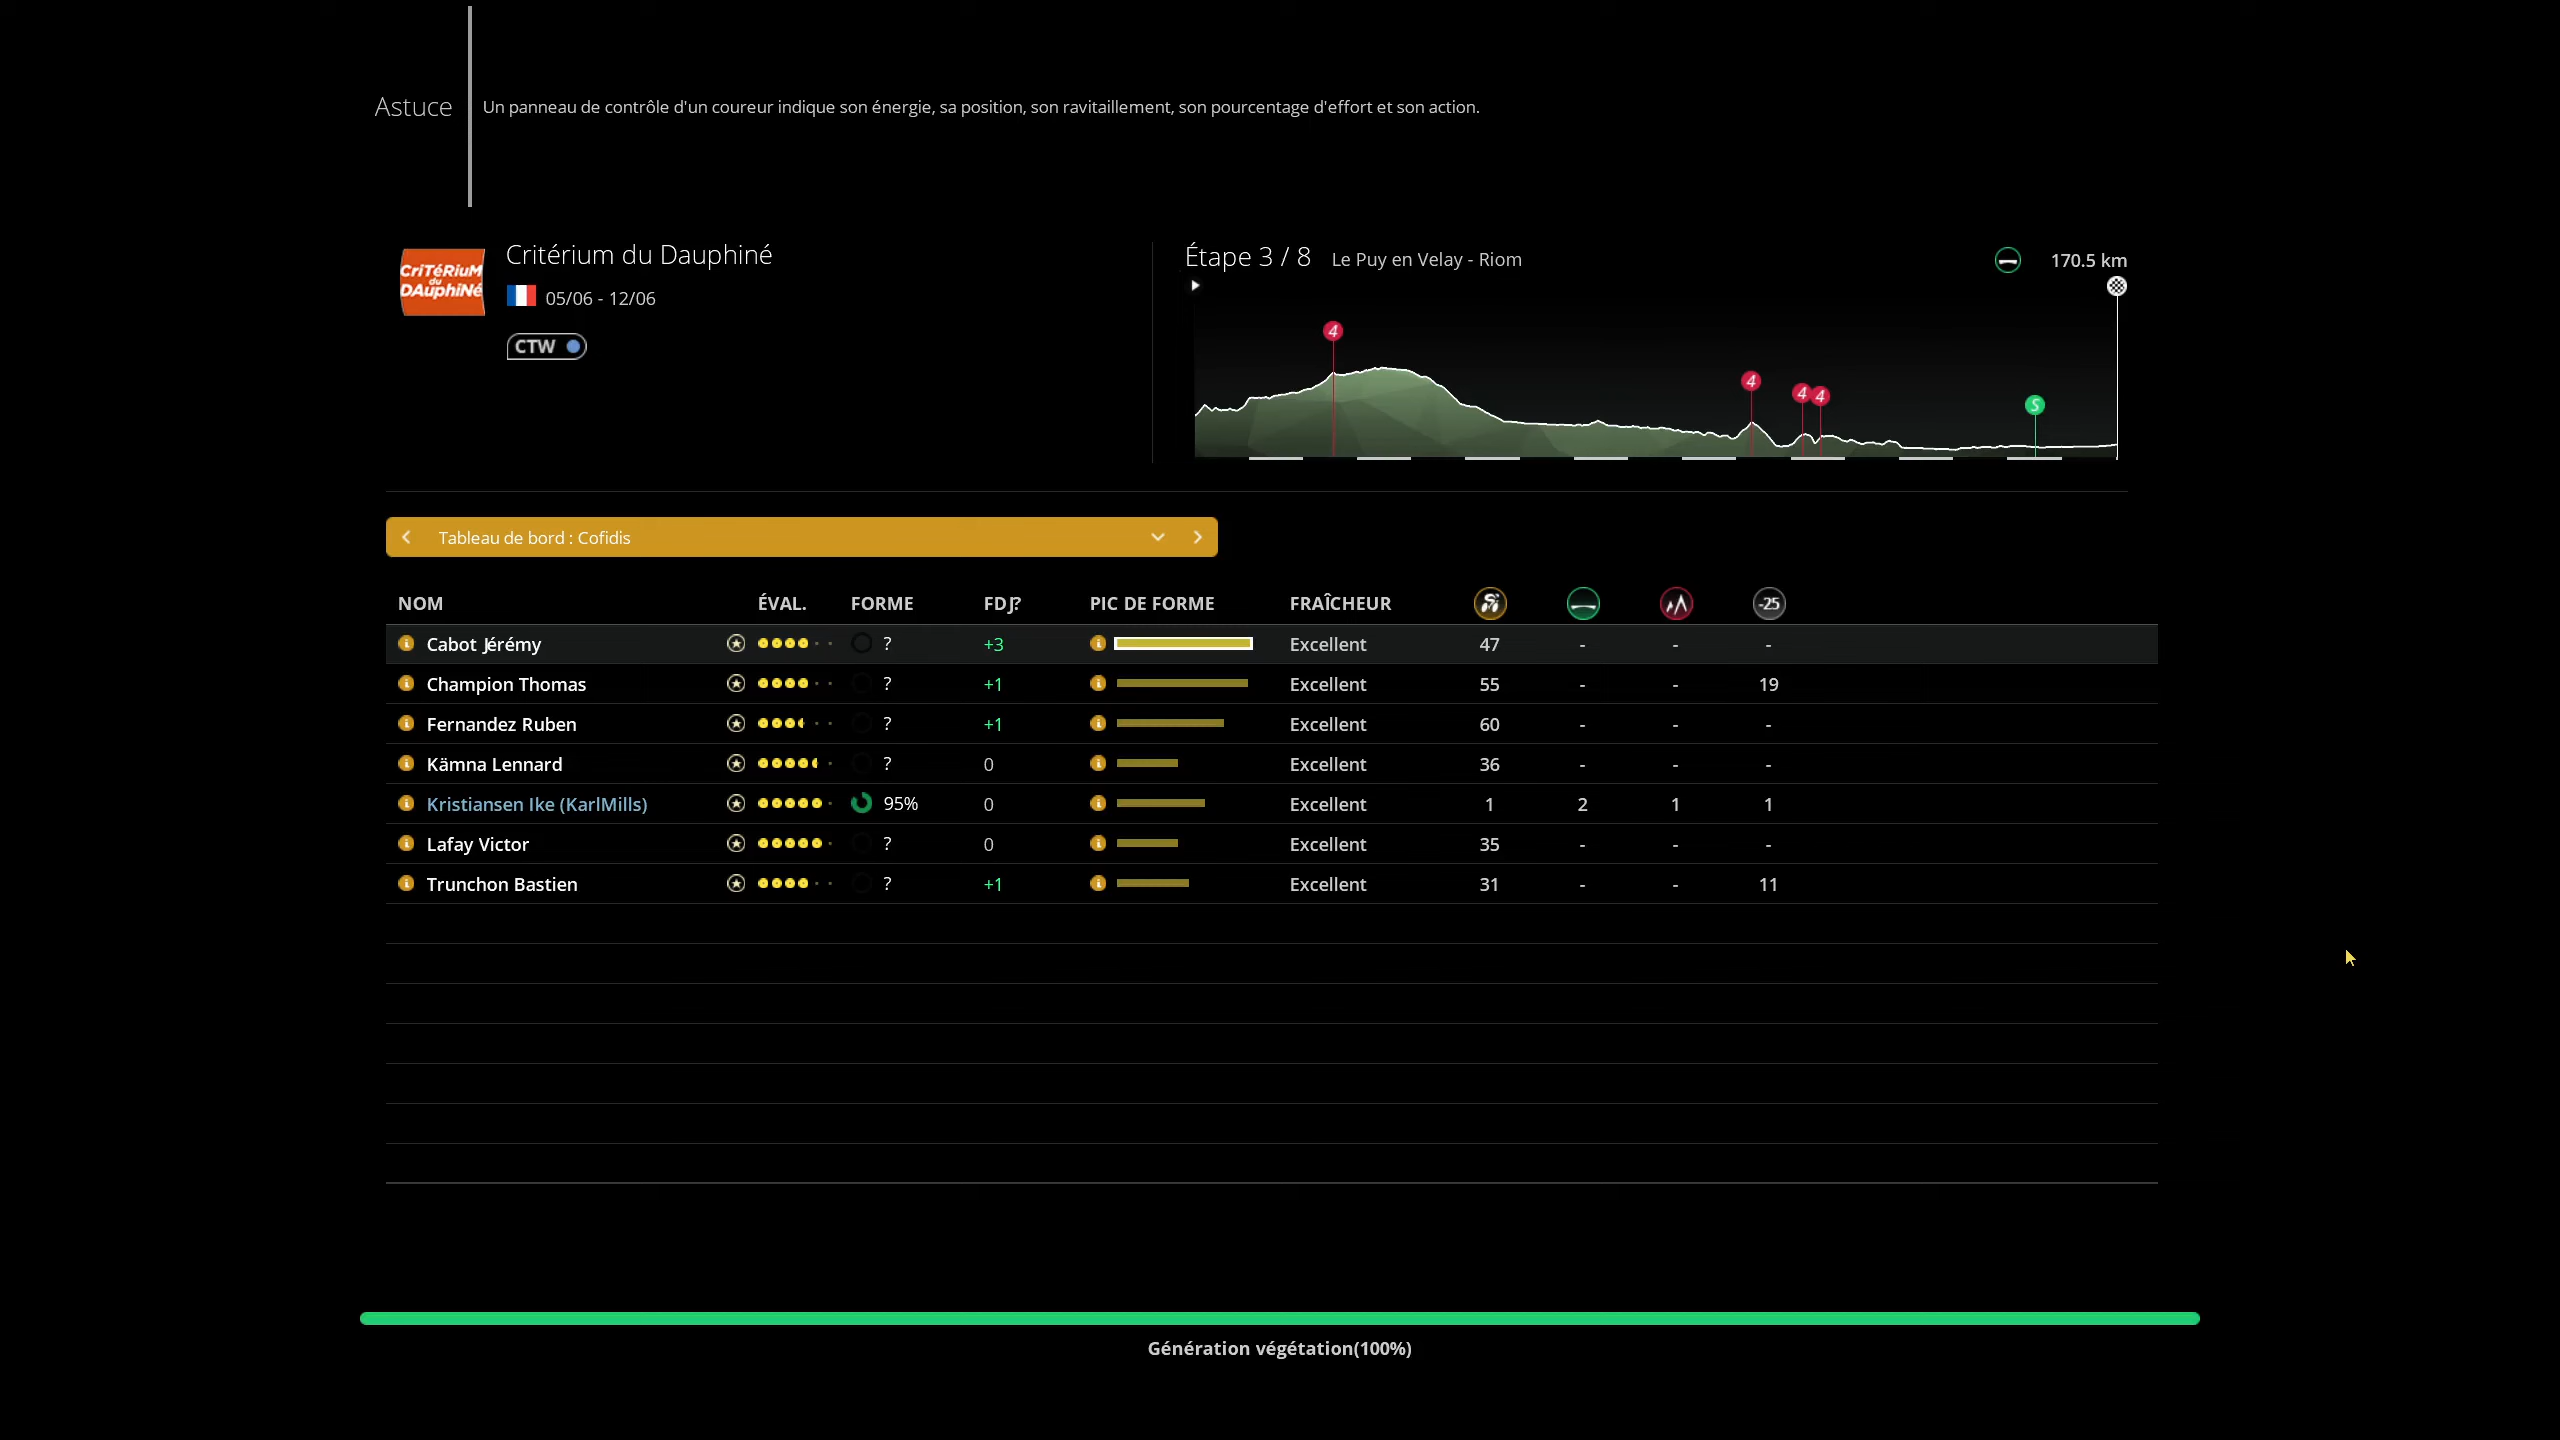 Astuce
Un panneau de contrôle d'un coureur indique son énergie, sa position, son ravitaillement, son pourcentage d'effort et son action.
CriTéRiuM
du
DAuphiNé
Critérium du Dauphiné
05/06 - 12/06
CTW
Étape 3 / 8 Le Puy en Velay - Riom 170.5 km
4 4 4 4 S
Tableau de bord : Cofidis
NOM ÉVAL. FORME FDJ? PIC DE FORME FRAÎCHEUR -25
Cabot Jérémy ? +3 Excellent 47 - - -
Champion Thomas ? +1 Excellent 55 - - 19
Fernandez Ruben ? +1 Excellent 60 - - -
Kämna Lennard ? 0 Excellent 36 - - -
Kristiansen Ike (KarlMills) 95% 0 Excellent 1 2 1 1
Lafay Victor ? 0 Excellent 35 - - -
Trunchon Bastien ? +1 Excellent 31 - - 11
Génération végétation(100%)